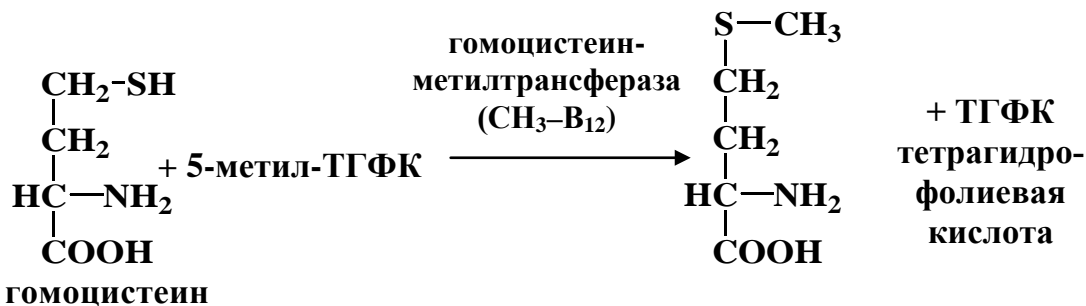 CH₂–SH
CH₂
HC—NH₂
COOH
гомоцистеин
+ 5-метил-ТГФК
гомоцистеин-
метилтрансфераза
(CH₃–B₁₂)
S—CH₃
CH₂
CH₂
HC—NH₂
COOH
+ ТГФК
тетрагидро-
фолиевая
кислота